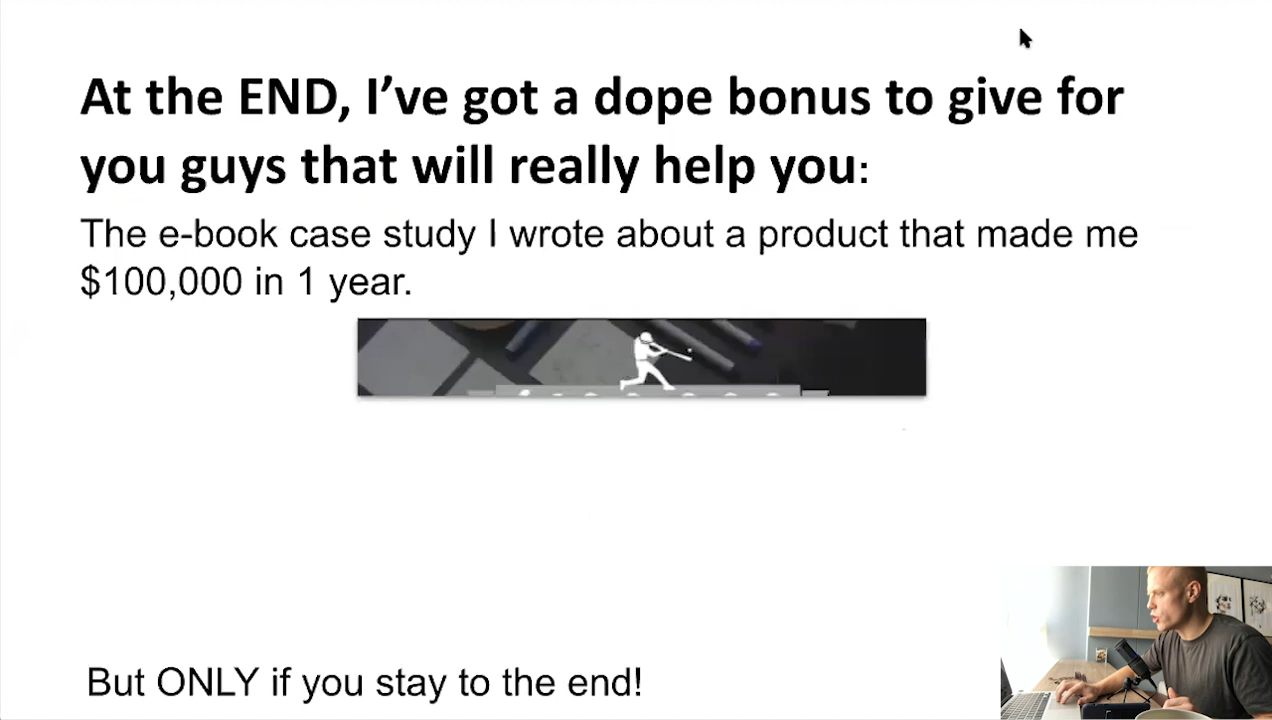 At the END, I’ve got a dope bonus to give for
you guys that will really help you:
The e-book case study I wrote about a product that made me
$100,000 in 1 year.
But ONLY if you stay to the end!